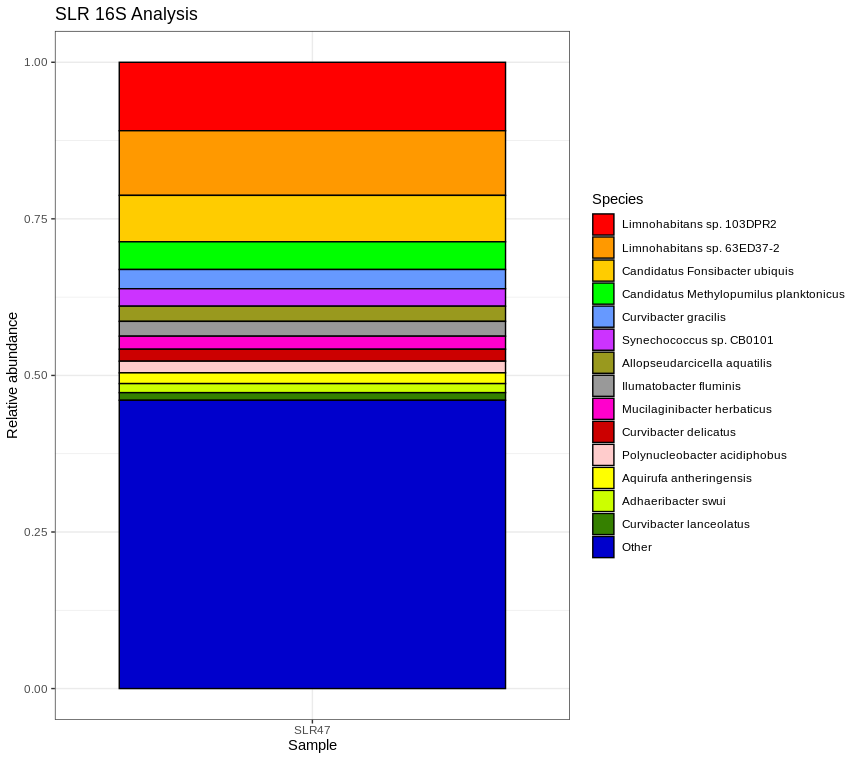 SLR 16S Analysis
Relative abundance
1.00
0.75
0.50
0.25
0.00
SLR47
Sample
Species
Limnohabitans sp. 103DPR2
Limnohabitans sp. 63ED37-2
Candidatus Fonsibacter ubiquis
Candidatus Methylopumilus planktonicus
Curvibacter gracilis
Synechococcus sp. CB0101
Allopseudarcicella aquatilis
Ilumatobacter fluminis
Mucilaginibacter herbaticus
Curvibacter delicatus
Polynucleobacter acidiphobus
Aquirufa antheringensis
Adhaeribacter swui
Curvibacter lanceolatus
Other